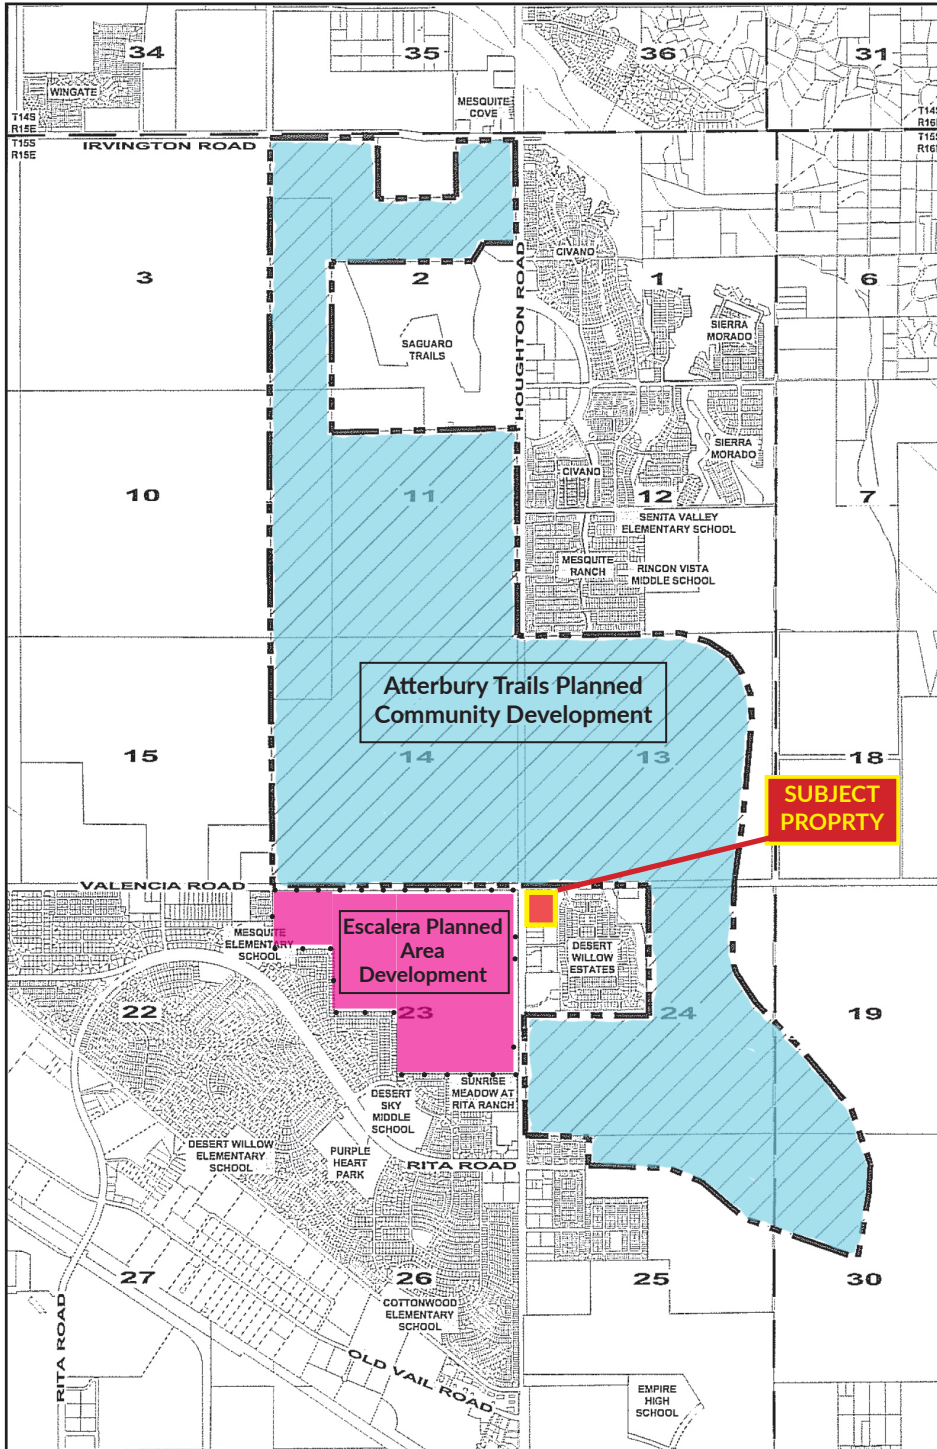 34
35
36
31
WINGATE
MESQUITE
COVE
T14S
R15E
T14S
R16E
IRVINGTON ROAD
T15S
R15E
T15S
R16E
3
2
1
6
HOUGHTON ROAD
CIVANO
SAGUARO
TRAILS
SIERRA
MORADO
SIERRA
MORADO
10
11
CIVANO
12
7
SENITA VALLEY
ELEMENTARY SCHOOL
MESQUITE
RANCH
RINCON VISTA
MIDDLE SCHOOL
Atterbury Trails Planned
Community Development
15
14
13
18
SUBJECT
PROPRTY
VALENCIA ROAD
MESQUITE
ELEMENTARY
SCHOOL
Escalera Planned
Area
Development
DESERT
WILLOW
ESTATES
22
23
24
19
DESERT
SKY
MIDDLE
SCHOOL
SUNRISE
MEADOW AT
RITA RANCH
DESERT WILLOW
ELEMENTARY
SCHOOL
PURPLE
HEART
PARK
RITA ROAD
27
26
25
30
COTTONWOOD
ELEMENTARY
SCHOOL
RITA ROAD
OLD VAIL ROAD
EMPIRE
HIGH
SCHOOL